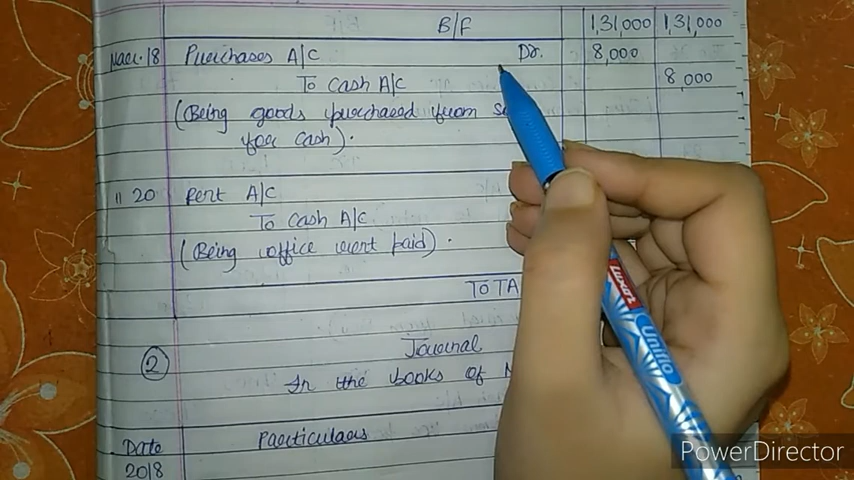 B/F 1,31,000 1,31,000
Mar. 18 Purchases A/C Dr. 8,000
To Cash A/C 8,000
(Being goods purchased from
for cash).
" 20 Rent A/C
To Cash A/C
(Being office rent paid).
TOTA
2
Journal
In the books of
Date Particulars
2018
Luxor Uniflo
PowerDirector